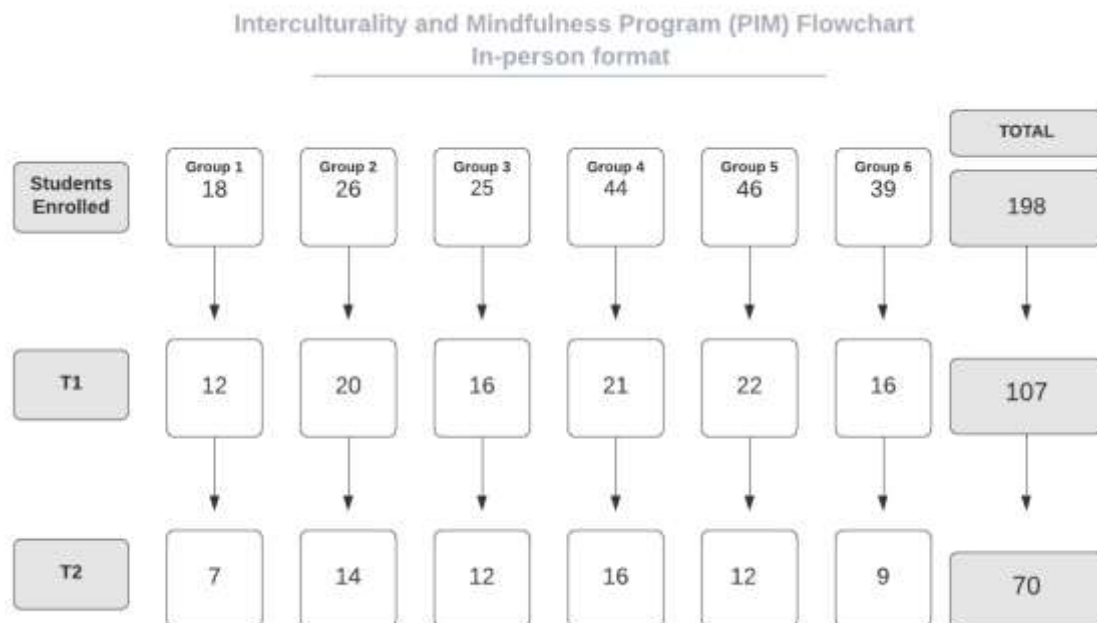 Interculturality and Mindfulness Program (PIM) Flowchart
In-person format
TOTAL
Students
Enrolled
Group 1
18
Group 2
26
Group 3
25
Group 4
44
Group 5
46
Group 6
39
198
T1
12
20
16
21
22
16
107
T2
7
14
12
16
12
9
70